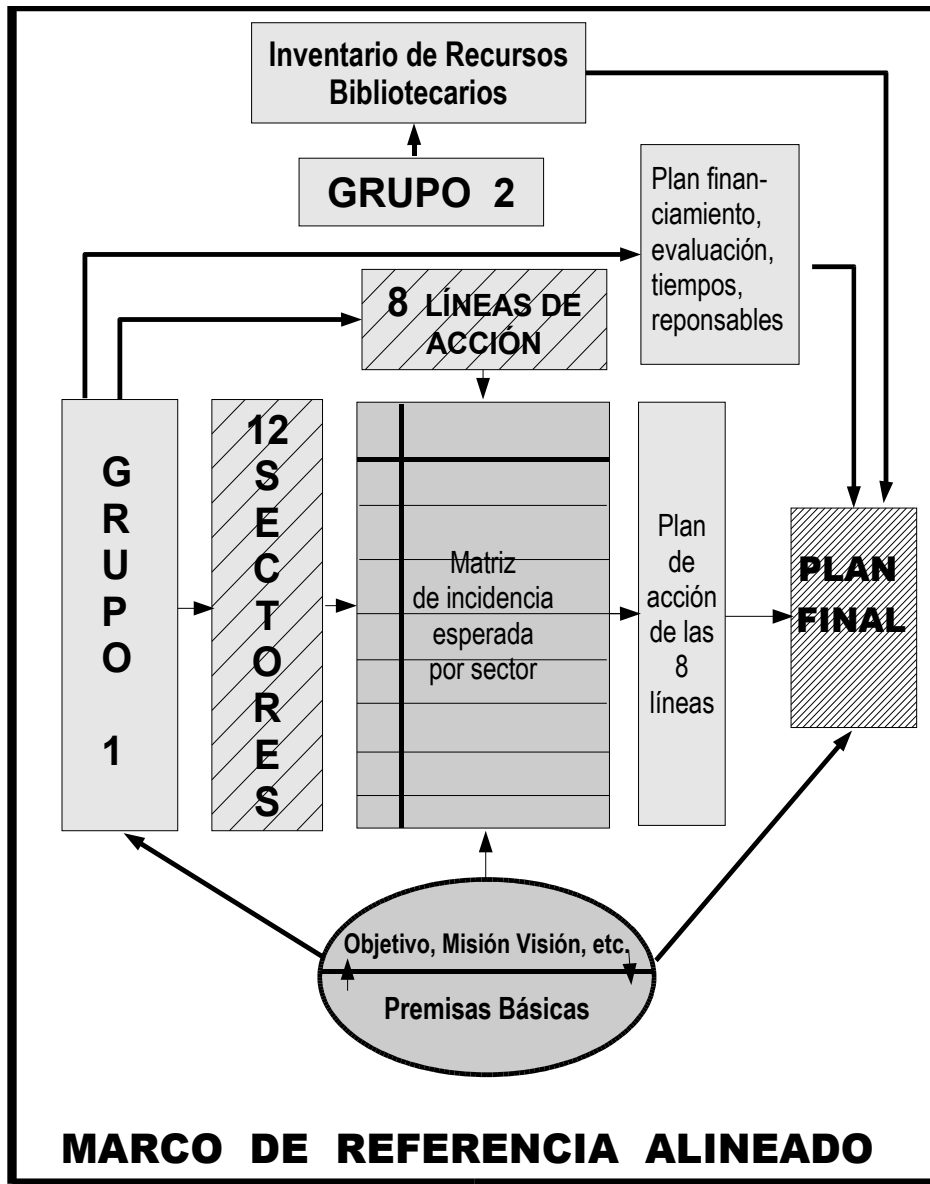 Inventario de Recursos
Bibliotecarios
GRUPO 2
Plan finan-
ciamiento,
evaluación,
tiempos,
reponsables
8 LÍNEAS DE
ACCIÓN
G
R
U
P
O
1
12
S
E
C
T
O
R
E
S
Matriz
de incidencia
esperada
por sector
Plan
de
acción
de las
8
líneas
PLAN
FINAL
Objetivo, Misión Visión, etc.
Premisas Básicas
MARCO DE REFERENCIA ALINEADO